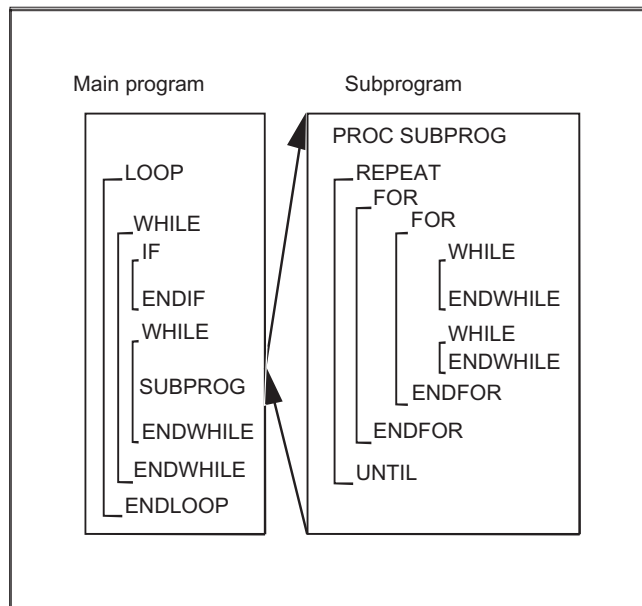 Main program
LOOP
WHILE
IF
ENDIF
WHILE
SUBPROG
ENDWHILE
ENDWHILE
ENDLOOP
Subprogram
PROC SUBPROG
REPEAT
FOR
FOR
WHILE
ENDWHILE
WHILE
ENDWHILE
ENDFOR
ENDFOR
UNTIL